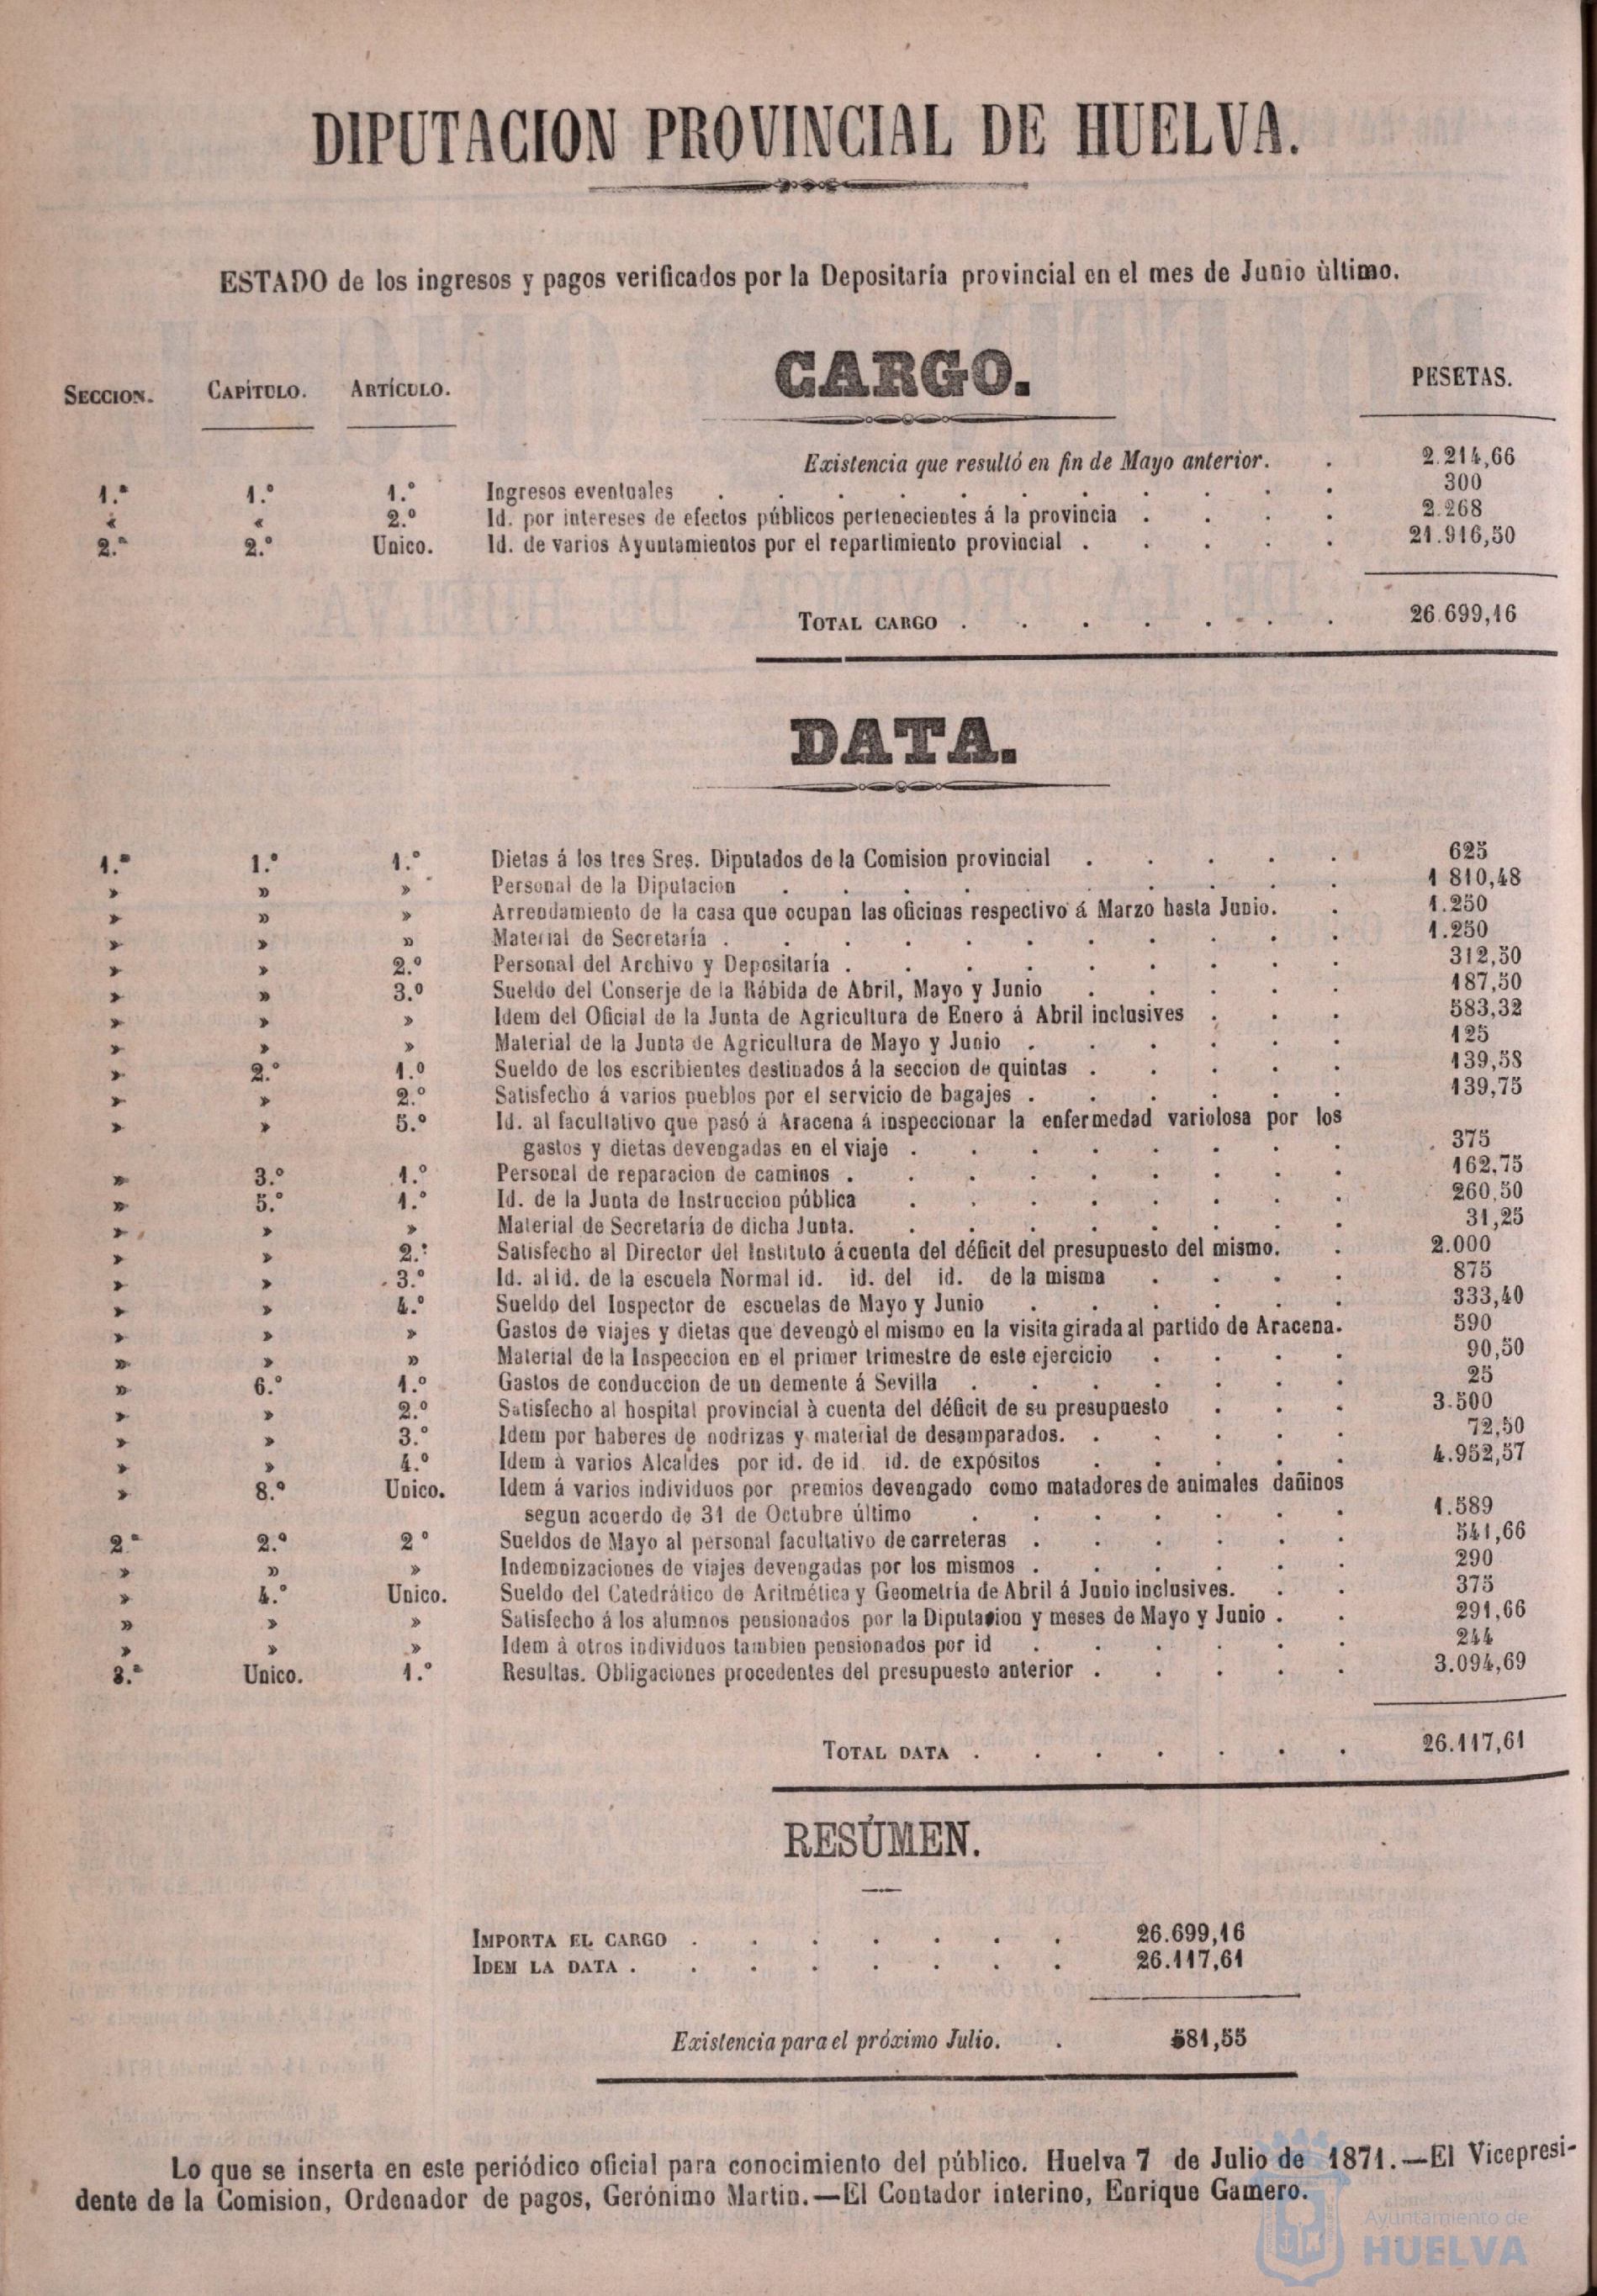 DIPUTACION PROVINCIAL DE HUELVA.
ESTADO de los ingresos y pagos verificados por la Depositaría provincial en el mes de Junio ùltimo.
CARGO.
SECCION. CAPÍTULO. ARTÍCULO. PESETAS.
Existencia que resultó en fin de Mayo anterior. . 2.214,66
1.ª 1.º 1.º Ingresos eventuales . . . . . . . . . . . 300
« « 2.º Id. por intereses de efectos públicos pertenecientes á la provincia . . . . 2.268
2.ª 2.º Unico. Id. de varios Ayuntamientos por el repartimiento provincial . . . . . 21.916,50
TOTAL CARGO . . . . . . . 26.699,16
DATA.
1.ª 1.º 1.º Dietas á los tres Sres. Diputados de la Comision provincial . . . . . 625
» » » Personal de la Diputacion . . . . . . . . . . 1 810,48
» » » Arrendamiento de la casa que ocupan las oficinas respectivo á Marzo hasta Junio. . 1.250
» » » Material de Secretaría . . . . . . . . . . . 1.250
» » 2.º Personal del Archivo y Depositaría . . . . . . . . . 312,50
» » 3.º Sueldo del Conserje de la Rábida de Abril, Mayo y Junio . . . . . 187,50
» » » Idem del Oficial de la Junta de Agricultura de Enero á Abril inclusives . . . 583,32
» » » Material de la Junta de Agricultura de Mayo y Junio . . . . . . 125
» 2.º 1.º Sueldo de los escribientes destinados á la seccion de quintas . . . . . 139,58
» » 2.º Satisfecho á varios pueblos por el servicio de bagajes . . . . . . 139,75
» » 5.º Id. al facultativo que pasó á Aracena á inspeccionar la enfermedad variolosa por los
gastos y dietas devengadas en el viaje . . . . . . . . 375
» 3.º 1.º Personal de reparacion de caminos . . . . . . . . . 162,75
» 5.º 1.º Id. de la Junta de Instruccion pública . . . . . . . . 260,50
» » » Material de Secretaría de dicha Junta. . . . . . . . . 31,25
» » 2.º Satisfecho al Director del Instituto á cuenta del déficit del presupuesto del mismo. . 2.000
» » 3.º Id. al id. de la escuela Normal id. id. del id. de la misma . . . . 875
» » 4.º Sueldo del Inspector de escuelas de Mayo y Junio . . . . . . 333,40
» » » Gastos de viajes y dietas que devengò el mismo en la visita girada al partido de Aracena. 590
» » » Material de la Inspeccion en el primer trimestre de este ejercicio . . . . 90,50
» 6.º 1.º Gastos de conduccion de un demente á Sevilla . . . . . . . 25
» » 2.º Satisfecho al hospital provincial à cuenta del déficit de su presupuesto . . . 3.500
» » 3.º Idem por haberes de nodrizas y material de desamparados. . . . . . 72,50
» » 4.º Idem à varios Alcaldes por id. de id. id. de expósitos . . . . . 4.952,57
» 8.º Unico. Idem á varios individuos por premios devengado como matadores de animales dañinos
segun acuerdo de 31 de Octubre último . . . . . . . 1.589
2.ª 2.º 2 º Sueldos de Mayo al personal facultativo de carreteras . . . . . . 541,66
» » » Indemnizaciones de viajes devengadas por los mismos . . . . . . 290
» 4.º Unico. Sueldo del Catedrático de Aritmética y Geometría de Abril á Junio inclusives. . . 375
» » » Satisfecho á los alumnos pensionados por la Diputacion y meses de Mayo y Junio . . 291,66
» » » Idem à otros individuos tambien pensionados por id . . . . . . 244
3.ª Unico. 1.º Resultas. Obligaciones procedentes del presupuesto anterior . . . . . 3.094,69
TOTAL DATA . . . . . . . 26.117,61
RESÚMEN.
IMPORTA EL CARGO . . . . . . . 26.699,16
IDEM LA DATA . . . . . . . . 26.117,61
Existencia para el próximo Julio. . 581,55
Lo que se inserta en este periódico oficial para conocimiento del público. Huelva 7 de Julio de 1871.—El Vicepresi-
dente de la Comision, Ordenador de pagos, Gerónimo Martin.—El Contador interino, Enrique Gamero.
Ayuntamiento de
HUELVA